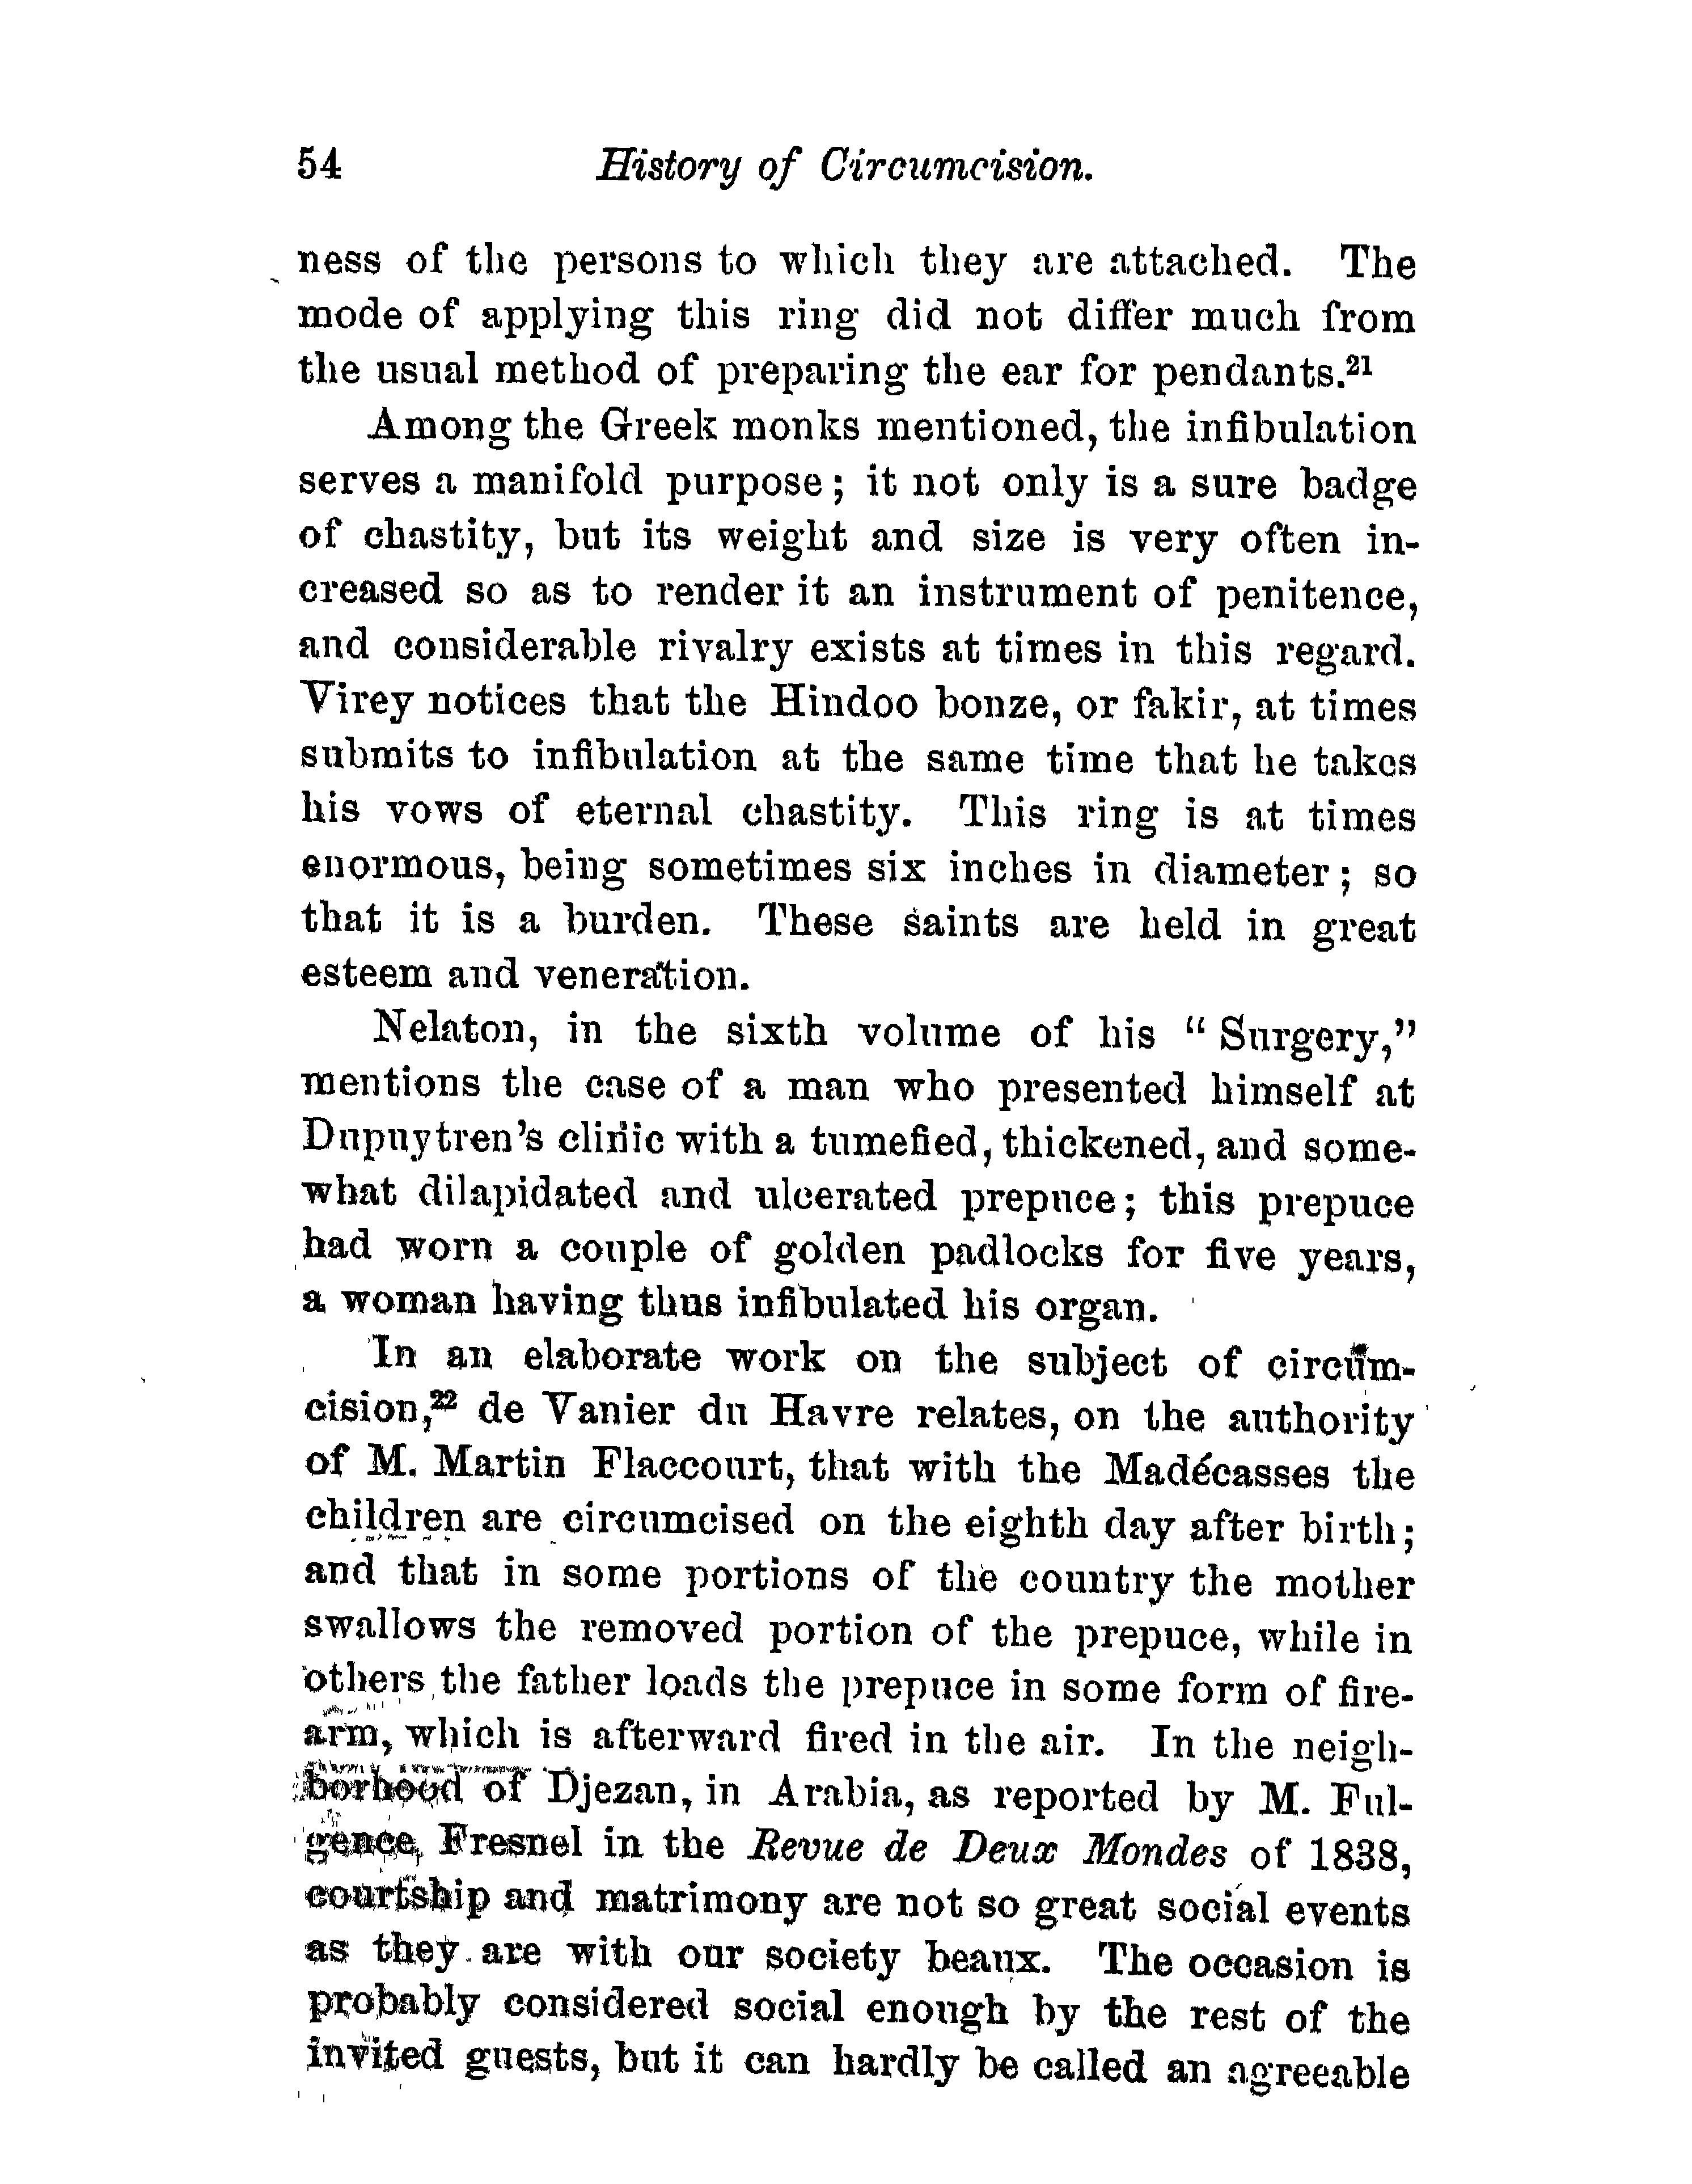 54 History of Circumcision.
ness of the persons to which they are attached. The
mode of applying this ring did not differ much from
the usual method of preparing the ear for pendants.²¹
Among the Greek monks mentioned, the infibulation
serves a manifold purpose; it not only is a sure badge
of chastity, but its weight and size is very often in-
creased so as to render it an instrument of penitence,
and considerable rivalry exists at times in this regard.
Virey notices that the Hindoo bonze, or fakir, at times
submits to infibulation at the same time that he takes
his vows of eternal chastity. This ring is at times
enormous, being sometimes six inches in diameter; so
that it is a burden. These saints are held in great
esteem and veneration.
Nelaton, in the sixth volume of his "Surgery,"
mentions the case of a man who presented himself at
Dupuytren's clinic with a tumefied, thickened, and some-
what dilapidated and ulcerated prepuce; this prepuce
had worn a couple of golden padlocks for five years,
a woman having thus infibulated his organ.
In an elaborate work on the subject of circum-
cision,²² de Vanier du Havre relates, on the authority
of M. Martin Flaccourt, that with the Madécasses the
children are circumcised on the eighth day after birth;
and that in some portions of the country the mother
swallows the removed portion of the prepuce, while in
others the father loads the prepuce in some form of fire-
arm, which is afterward fired in the air. In the neigh-
borhood of Djezan, in Arabia, as reported by M. Ful-
gence, Fresnel in the Revue de Deux Mondes of 1838,
courtship and matrimony are not so great social events
as they are with our society beaux. The occasion is
probably considered social enough by the rest of the
invited guests, but it can hardly be called an agreeable